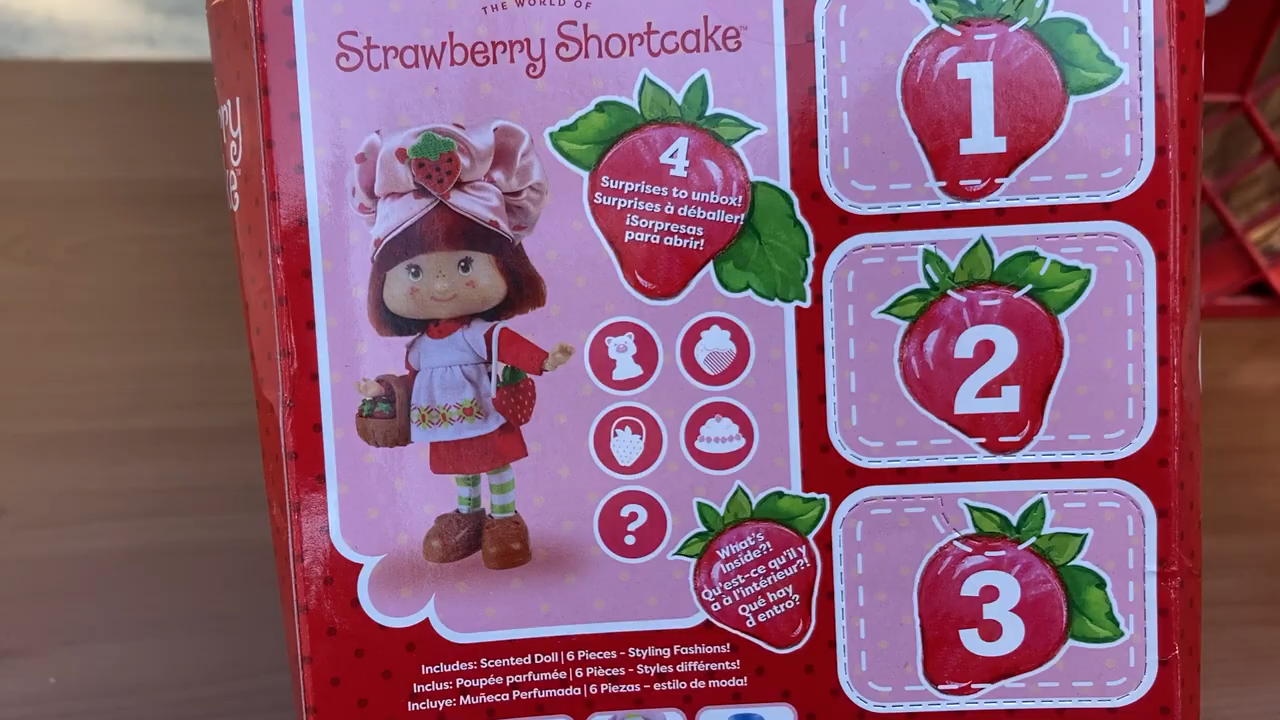 THE WORLD OF
Strawberry Shortcake™
4
Surprises to unbox!
Surprises à déballer!
¡Sorpresas
para abrir!
?
What's
Inside?!
Qu'est-ce qu'il y
a à l'intérieur?!
Qué hay
dentro?
Includes: Scented Doll | 6 Pieces - Styling Fashions!
Inclus: Poupée parfumée | 6 Pièces - Styles différents!
Incluye: Muñeca Perfumada | 6 Piezas – estilo de moda!
1
2
3